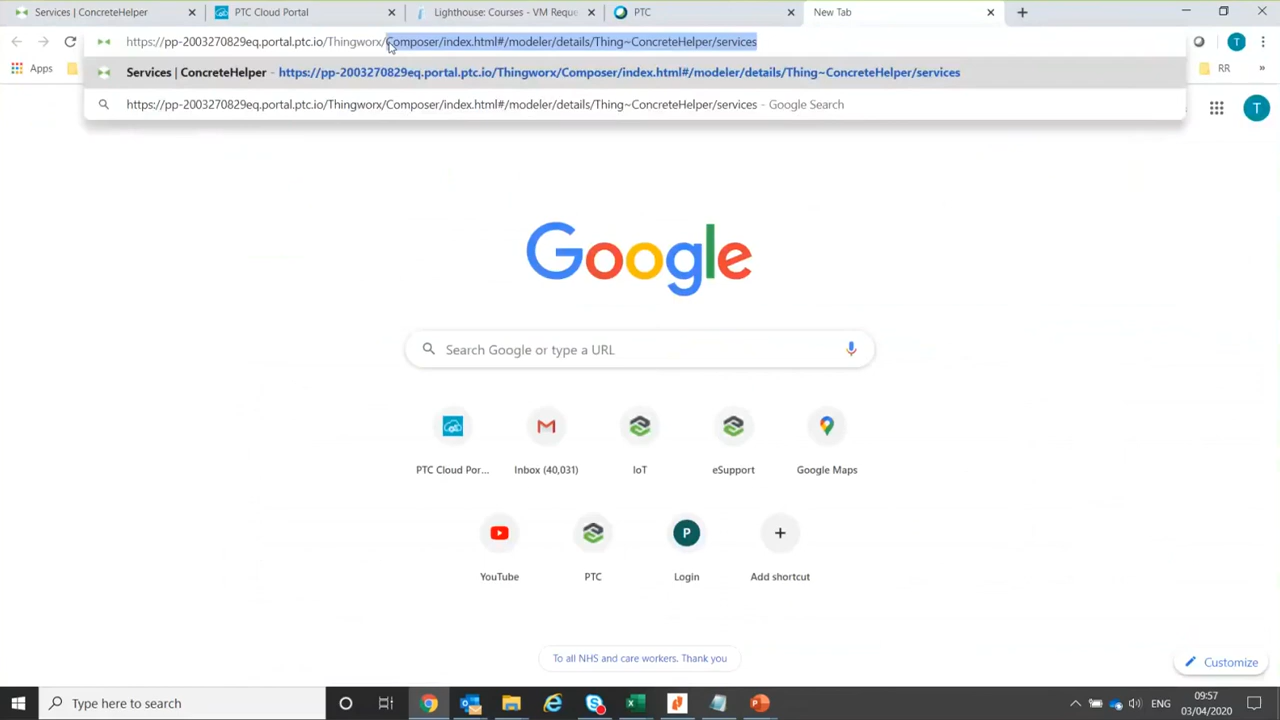 Services | ConcreteHelper
PTC Cloud Portal
Lighthouse: Courses - VM Reque
PTC
New Tab
https://pp-2003270829eq.portal.ptc.io/Thingworx/Composer/index.html#/modeler/details/Thing~ConcreteHelper/services
T
Apps
Services | ConcreteHelper - https://pp-2003270829eq.portal.ptc.io/Thingworx/Composer/index.html#/modeler/details/Thing~ConcreteHelper/services
RR
https://pp-2003270829eq.portal.ptc.io/Thingworx/Composer/index.html#/modeler/details/Thing~ConcreteHelper/services - Google Search
T
Google
Search Google or type a URL
PTC Cloud Por...
Inbox (40,031)
IoT
eSupport
Google Maps
P
YouTube
PTC
Login
Add shortcut
To all NHS and care workers. Thank you
Customize
Type here to search
ENG
09:57
03/04/2020